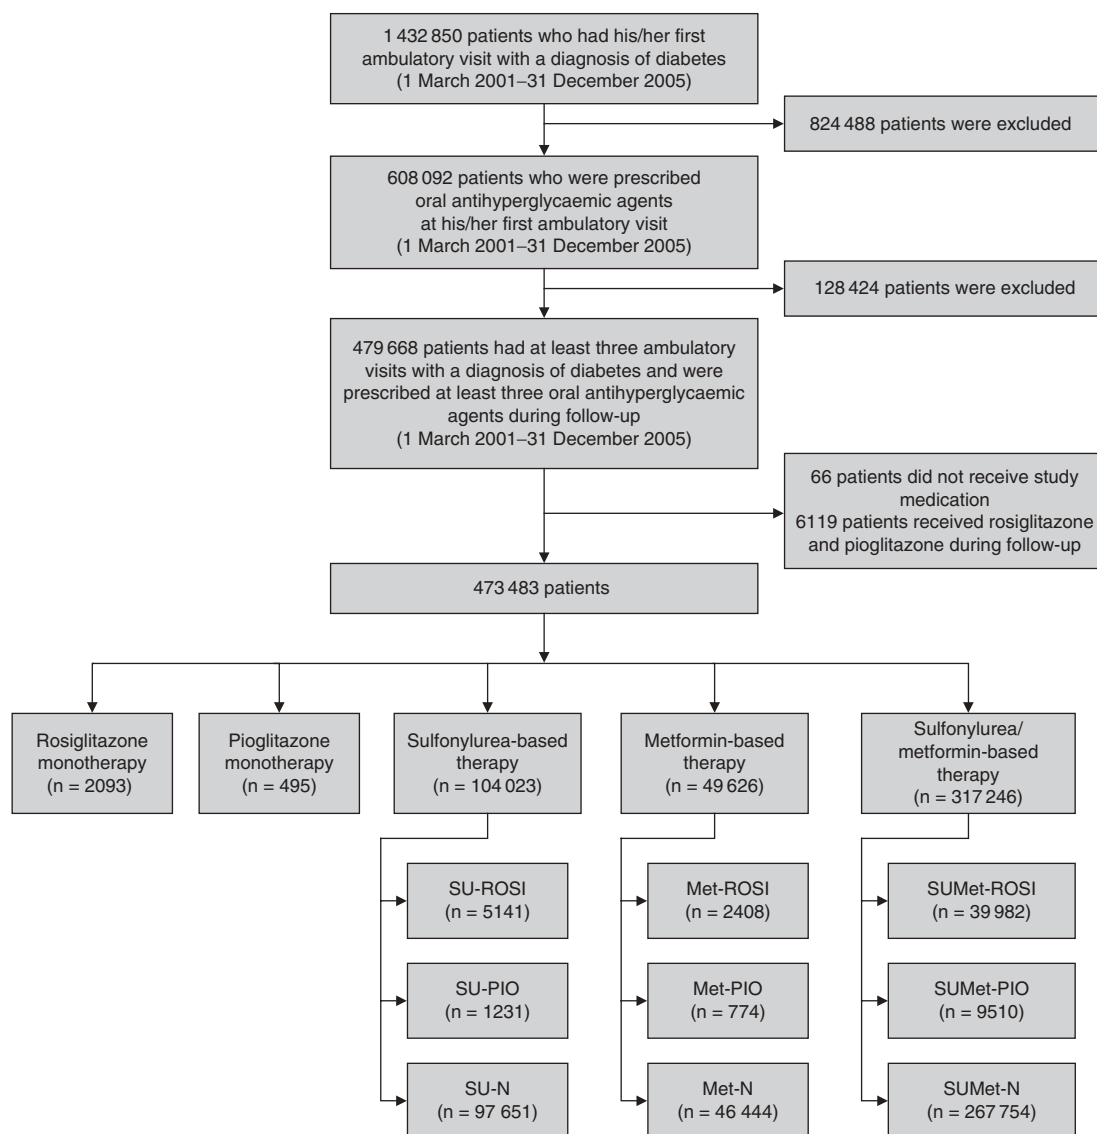 1 432 850 patients who had his/her first
ambulatory visit with a diagnosis of diabetes
(1 March 2001–31 December 2005)
824 488 patients were excluded
608 092 patients who were prescribed
oral antihyperglycaemic agents
at his/her first ambulatory visit
(1 March 2001–31 December 2005)
128 424 patients were excluded
479 668 patients had at least three ambulatory
visits with a diagnosis of diabetes and were
prescribed at least three oral antihyperglycaemic
agents during follow-up
(1 March 2001–31 December 2005)
66 patients did not receive study
medication
6119 patients received rosiglitazone
and pioglitazone during follow-up
473 483 patients
Rosiglitazone
monotherapy
(n = 2093)
Pioglitazone
monotherapy
(n = 495)
Sulfonylurea-based
therapy
(n = 104 023)
Metformin-based
therapy
(n = 49 626)
Sulfonylurea/
metformin-based
therapy
(n = 317 246)
SU-ROSI
(n = 5141)
Met-ROSI
(n = 2408)
SUMet-ROSI
(n = 39 982)
SU-PIO
(n = 1231)
Met-PIO
(n = 774)
SUMet-PIO
(n = 9510)
SU-N
(n = 97 651)
Met-N
(n = 46 444)
SUMet-N
(n = 267 754)